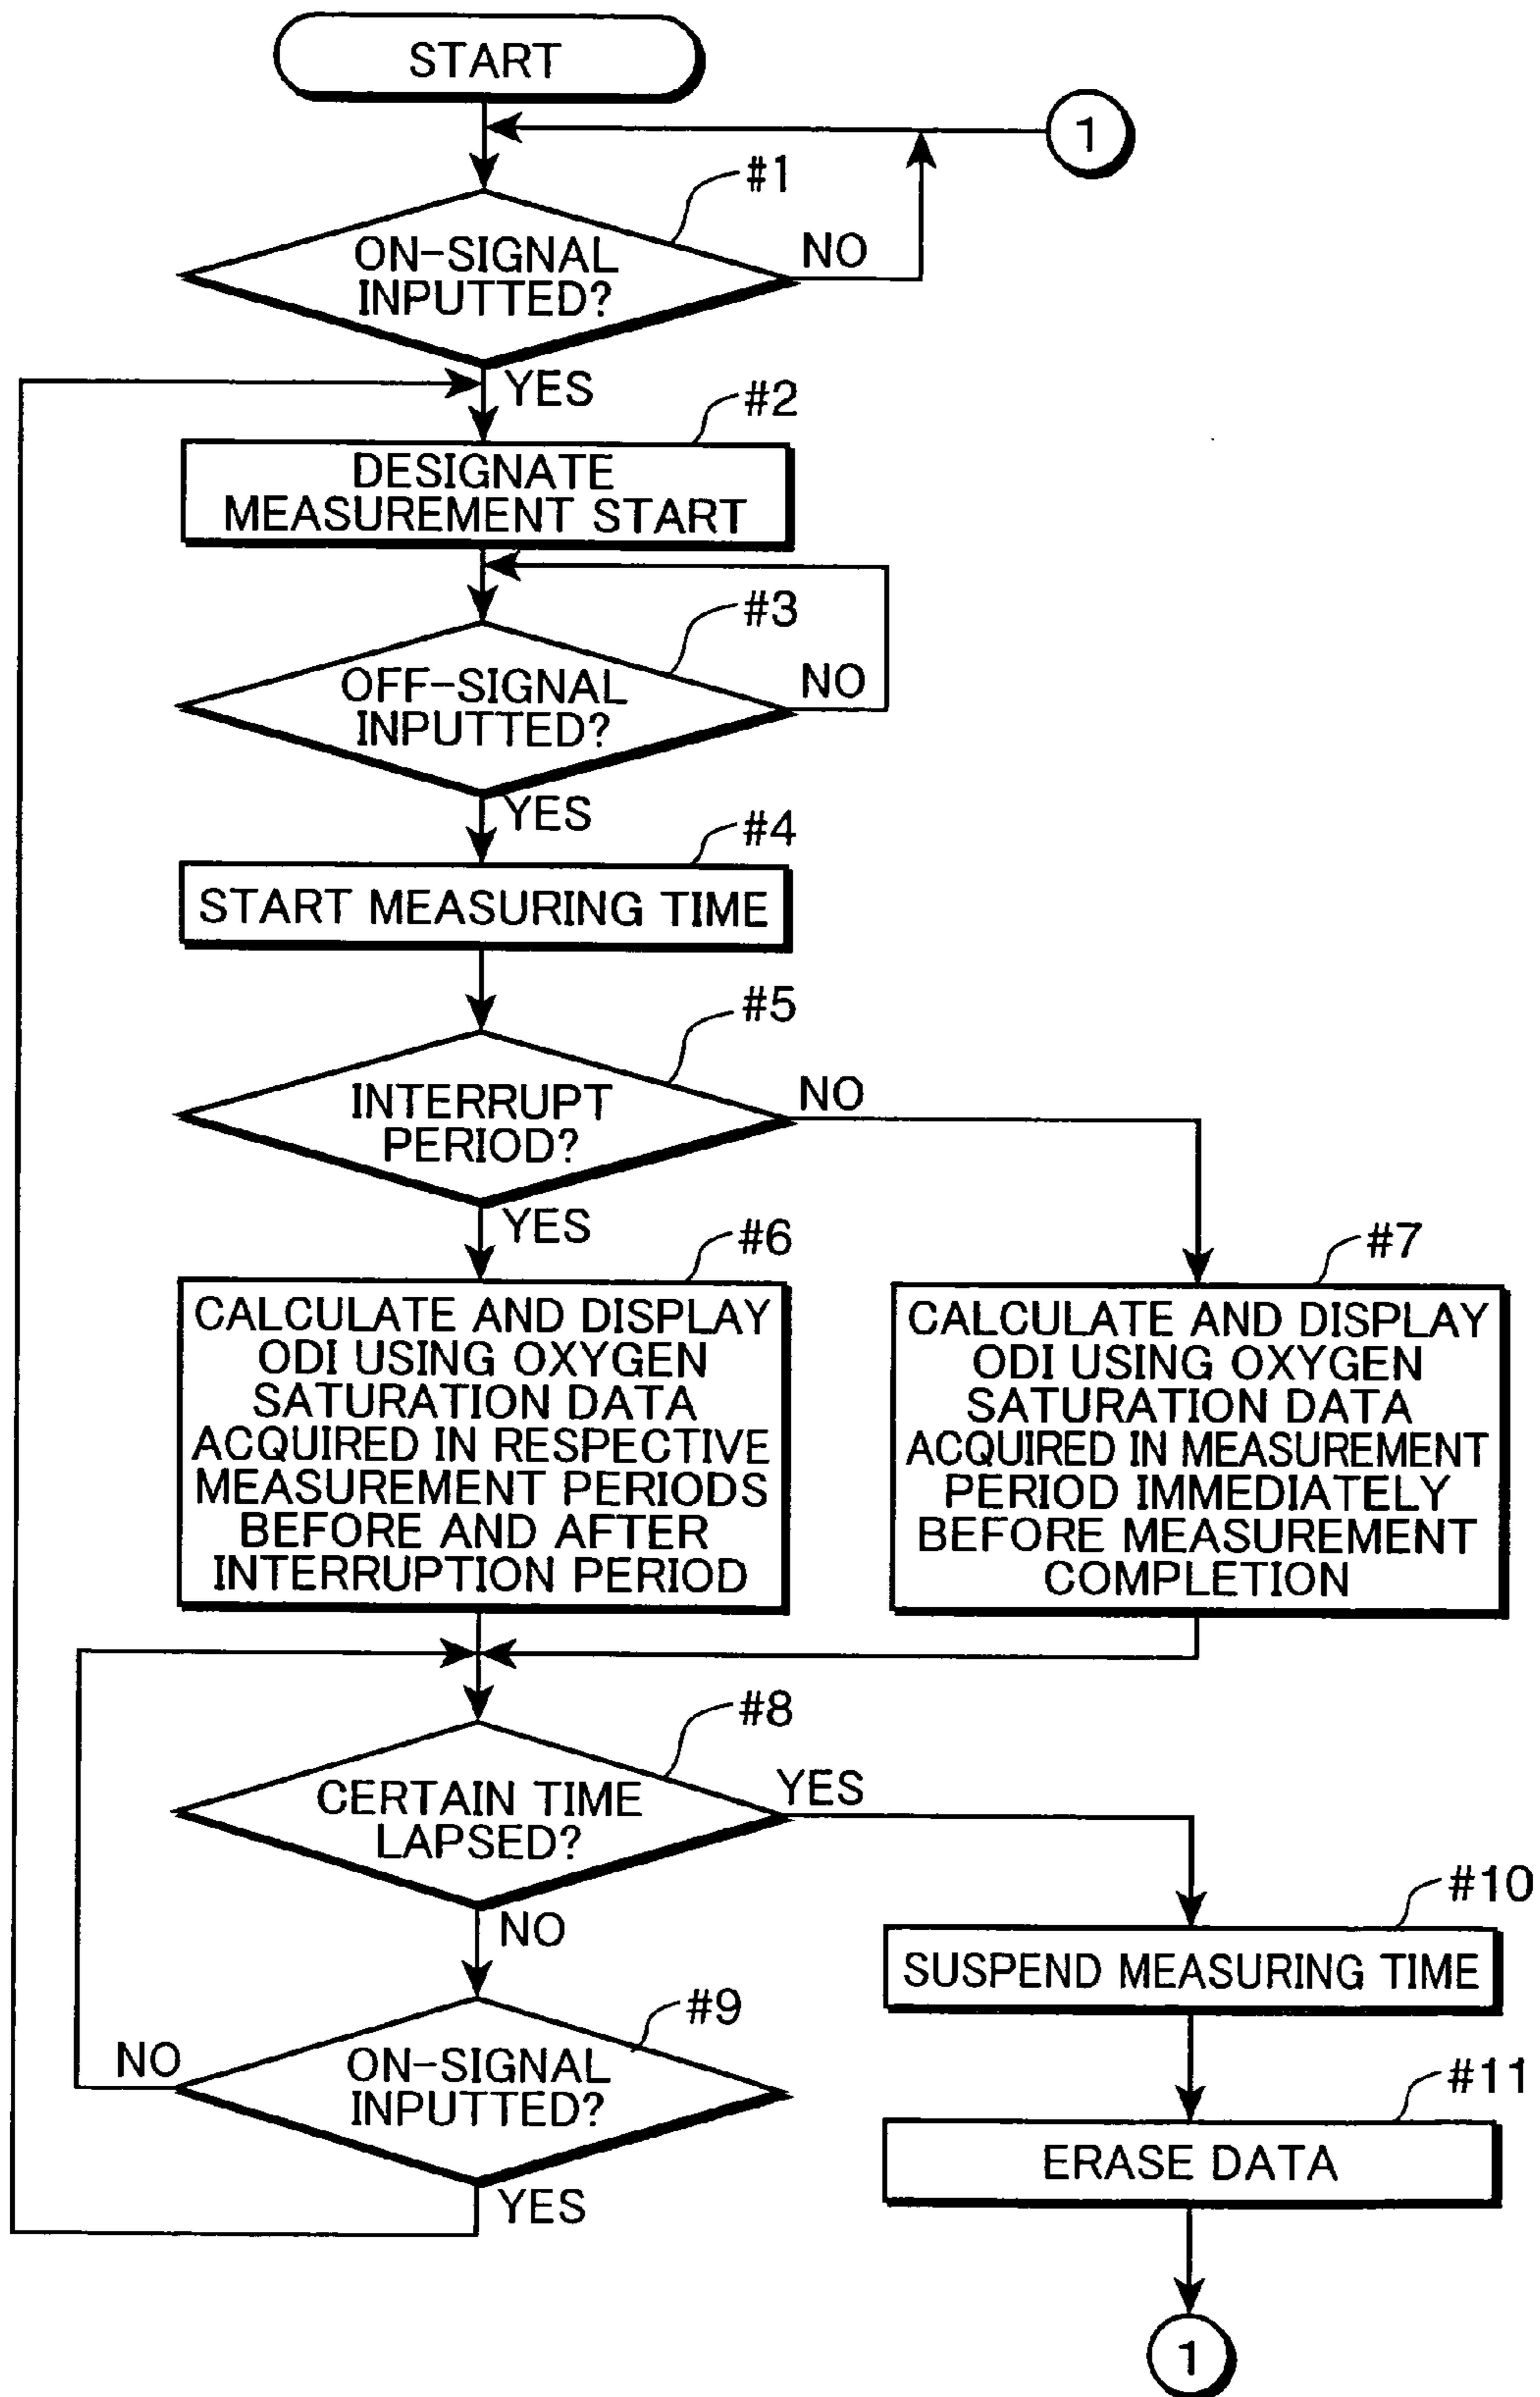 START
1
#1
ON-SIGNAL
INPUTTED?
NO
YES
#2
DESIGNATE
MEASUREMENT START
#3
OFF-SIGNAL
INPUTTED?
NO
YES
#4
START MEASURING TIME
#5
INTERRUPT
PERIOD?
NO
YES
#6
CALCULATE AND DISPLAY
ODI USING OXYGEN
SATURATION DATA
ACQUIRED IN RESPECTIVE
MEASUREMENT PERIODS
BEFORE AND AFTER
INTERRUPTION PERIOD
#7
CALCULATE AND DISPLAY
ODI USING OXYGEN
SATURATION DATA
ACQUIRED IN MEASUREMENT
PERIOD IMMEDIATELY
BEFORE MEASUREMENT
COMPLETION
#8
CERTAIN TIME
LAPSED?
YES
NO
#9
ON-SIGNAL
INPUTTED?
NO
YES
#10
SUSPEND MEASURING TIME
#11
ERASE DATA
1